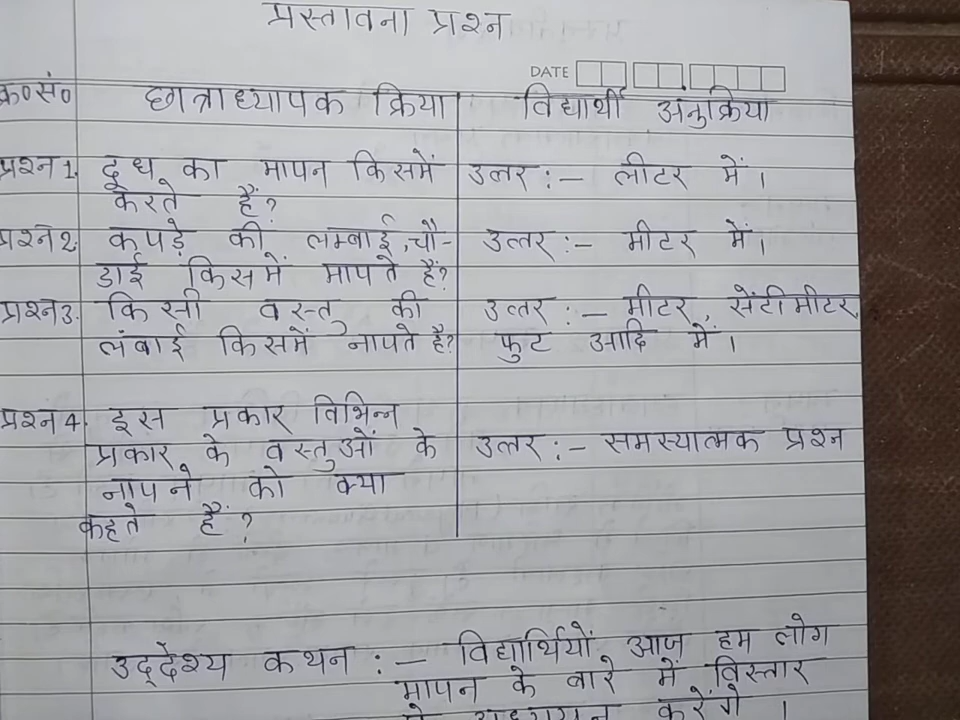 प्रस्तावना प्रश्न
DATE
क्र०सं० छात्राध्यापक क्रिया विद्यार्थी अनुक्रिया
प्रश्न1. दूध का मापन किसमें उत्तर :- लीटर में।
करते हैं?
प्रश्न2. कपड़े की लम्बाई,चौ- उत्तर :- मीटर में।
डाई किसमें मापते हैं?
प्रश्न3. किसी वस्तु की उत्तर :- मीटर, सेंटीमीटर,
लंबाई किसमें नापते है? फुट आदि में।
प्रश्न4. इस प्रकार विभिन्न
प्रकार के वस्तुओं के उत्तर :- समस्यात्मक प्रश्न
नापने को क्या
कहते हैं?
उद्देश्य कथन :- विद्यार्थियों आज हम लोग
मापन के बारे में विस्तार
से अध्ययन करेंगे ।